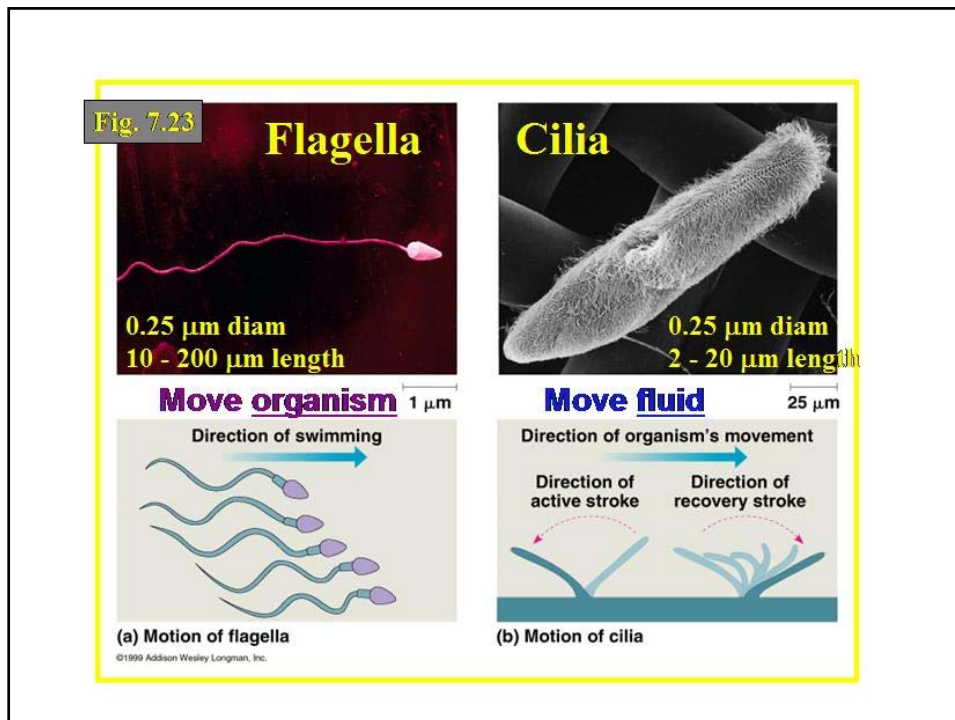 Fig. 7.23
Flagella
0.25 µm diam
10 - 200 µm length
Move organism
1 µm
Direction of swimming
(a) Motion of flagella
©1999 Addison Wesley Longman, Inc.
Cilia
0.25 µm diam
2 - 20 µm length
Move fluid
25 µm
Direction of organism's movement
Direction of
active stroke
Direction of
recovery stroke
(b) Motion of cilia